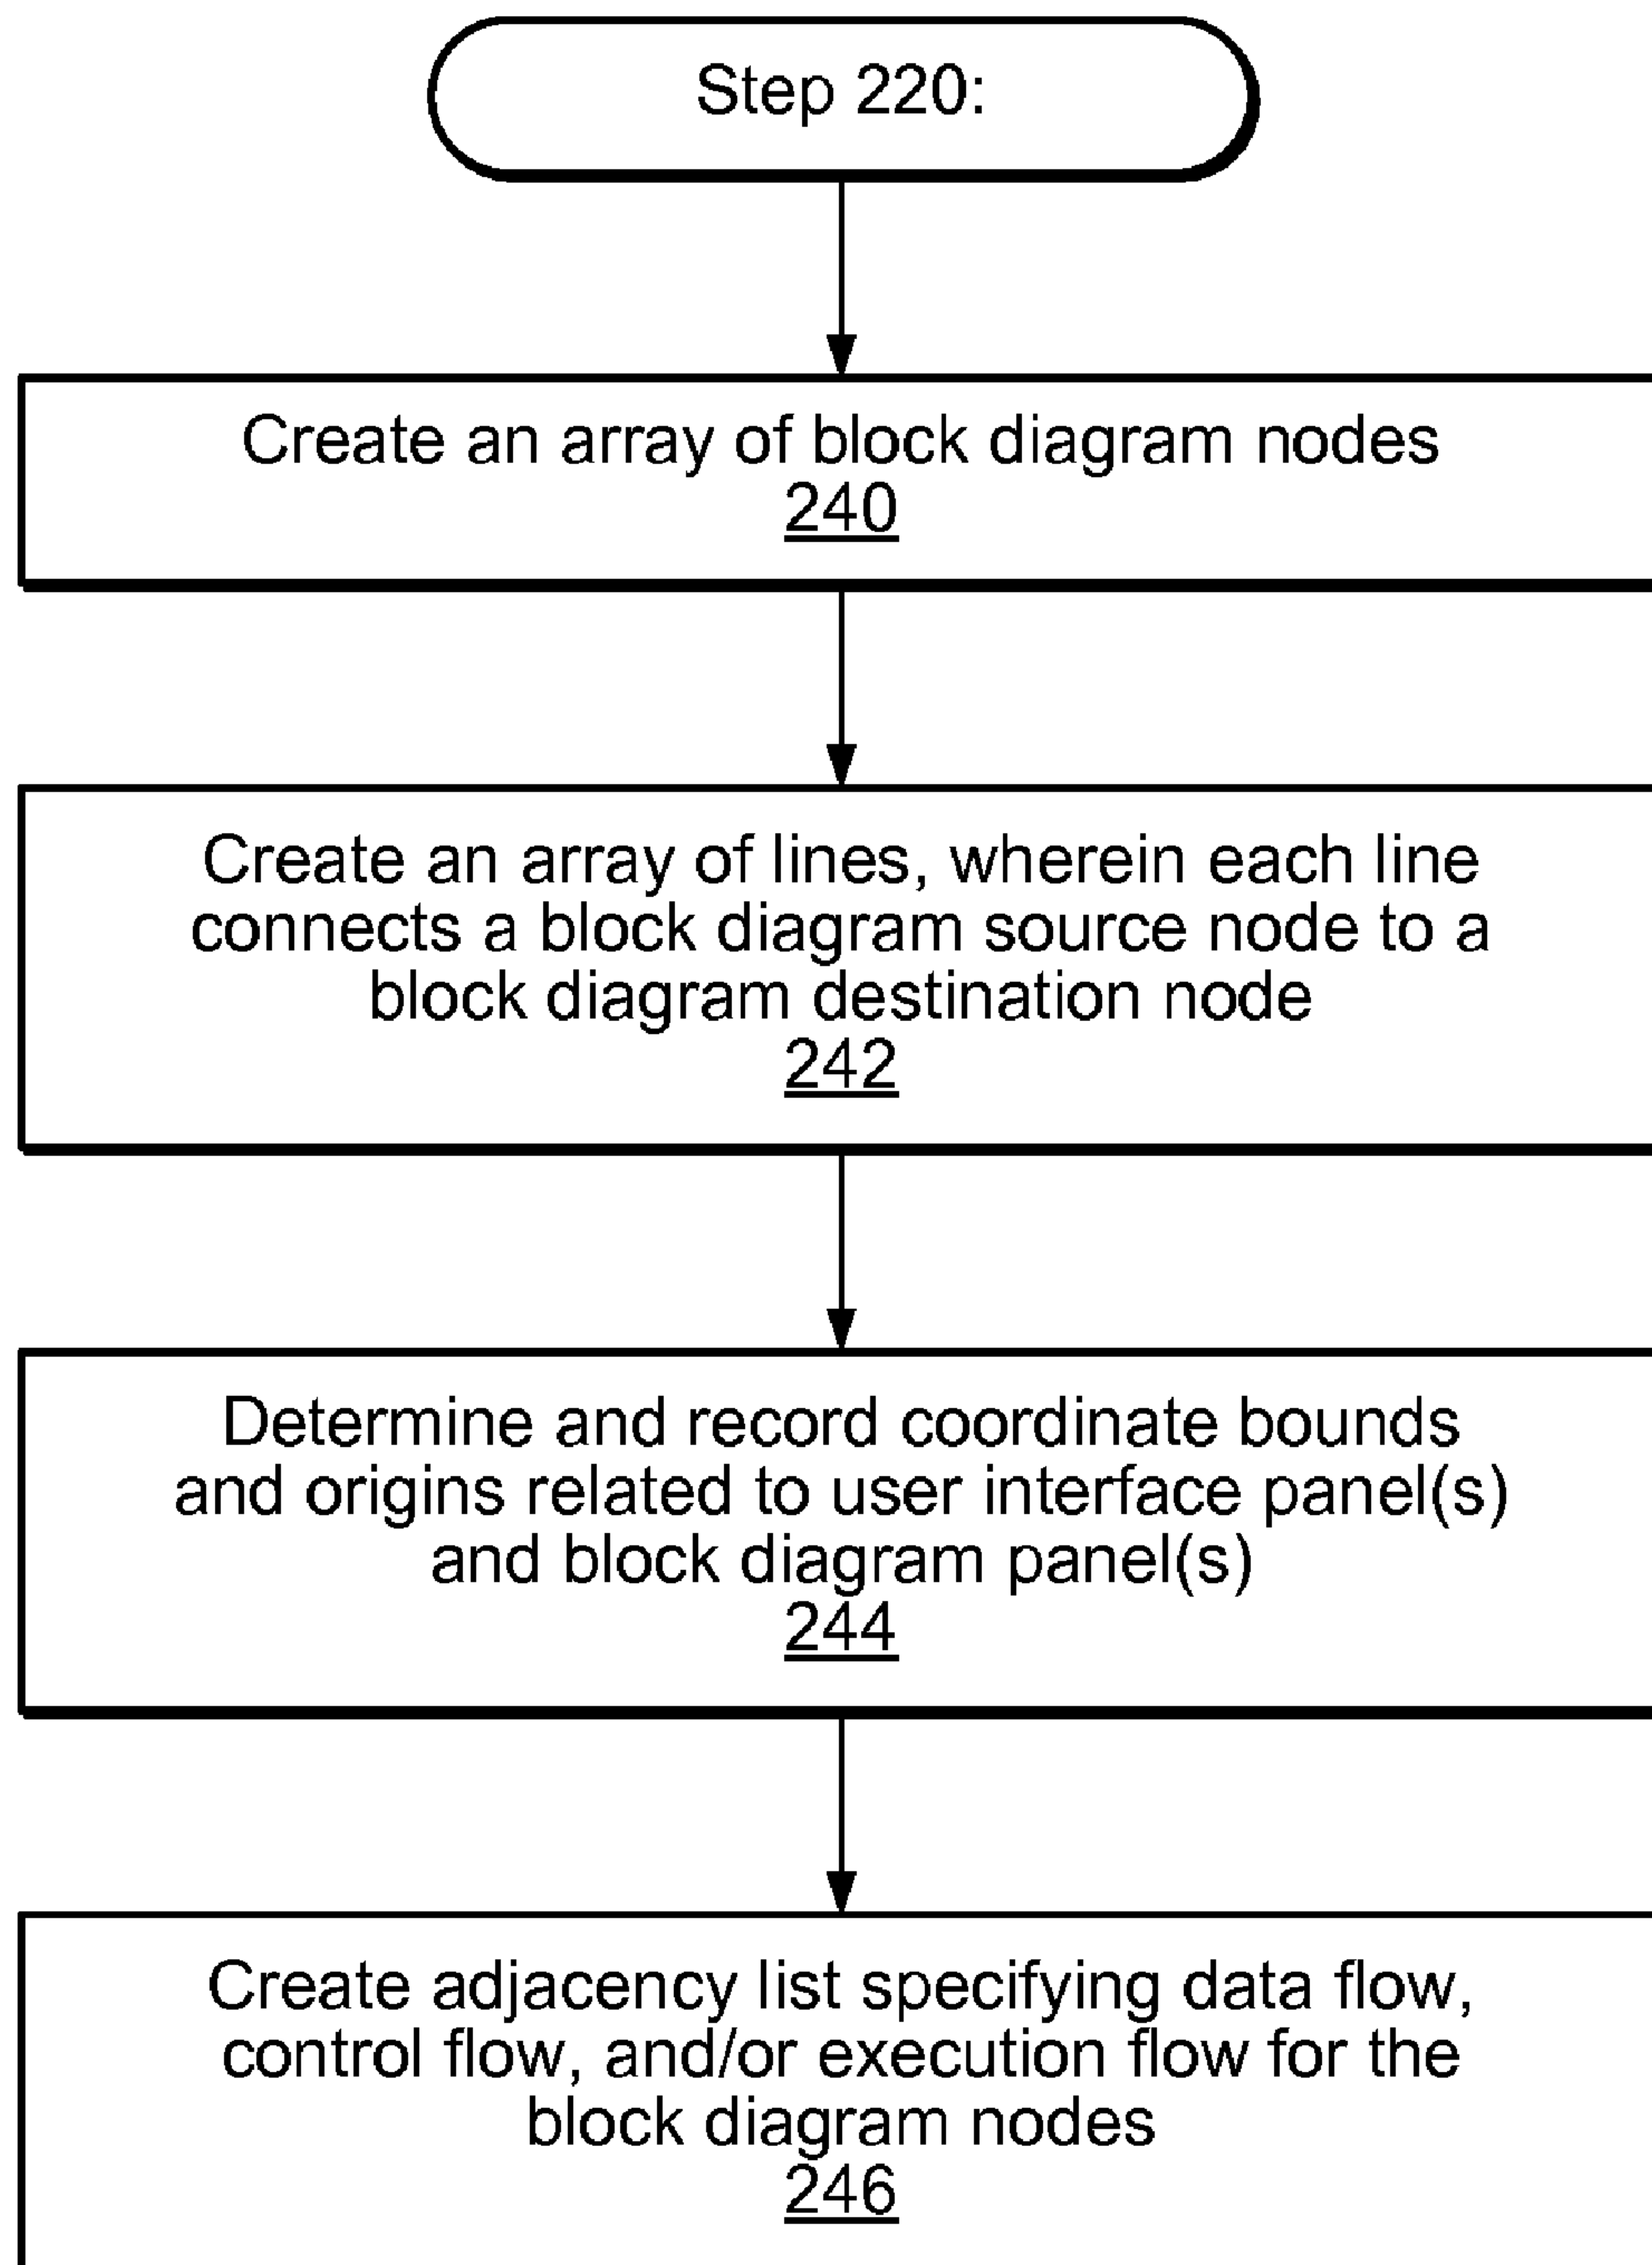 Step 220:
Create an array of block diagram nodes
240
Create an array of lines, wherein each line
connects a block diagram source node to a
block diagram destination node
242
Determine and record coordinate bounds
and origins related to user interface panel(s)
and block diagram panel(s)
244
Create adjacency list specifying data flow,
control flow, and/or execution flow for the
block diagram nodes
246